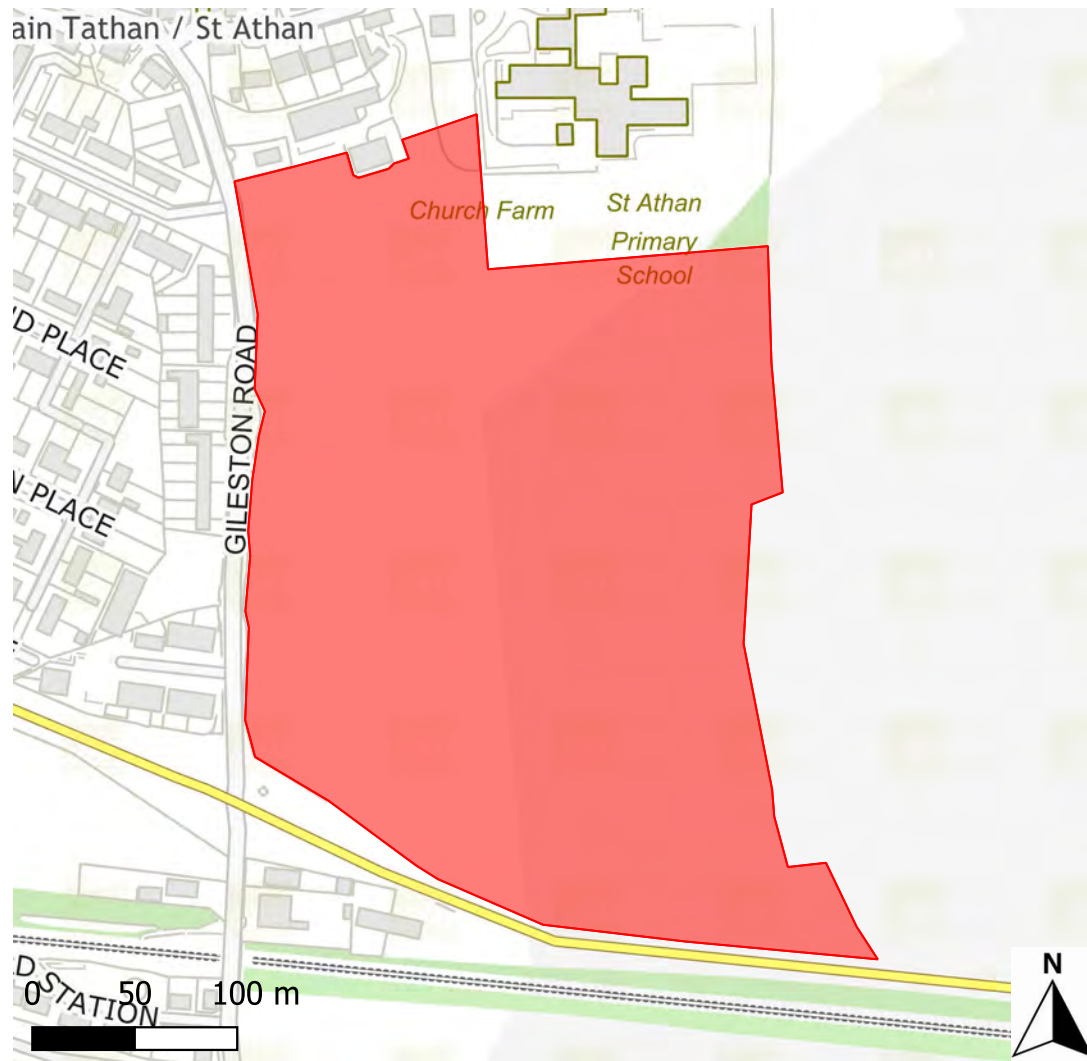 ain Tathan / St Athan
Church Farm
St Athan
Primary
School
D PLACE
GILESTON ROAD
N PLACE
D STATION
0 50 100 m
N